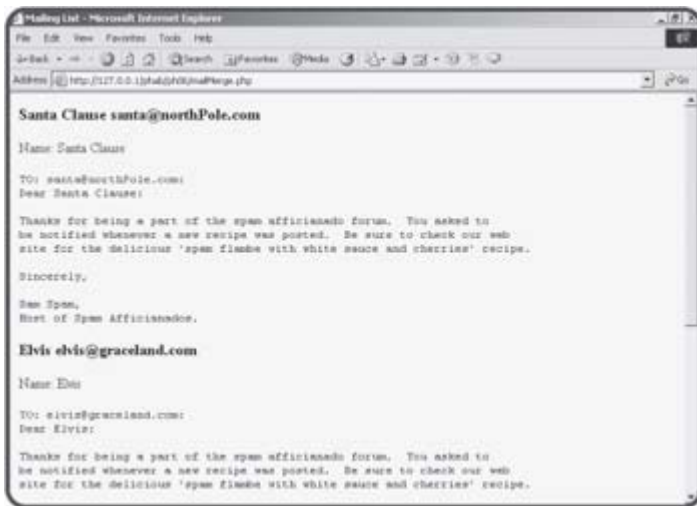 Mailing List - Microsoft Internet Explorer
File Edit View Favorites Tools Help
Back Search Favorites Media
Address http://127.0.0.1/phab/ph06/mailMerge.php Go
Santa Clause santa@northPole.com
Name: Santa Clause
TO: santa@northPole.com:
Dear Santa Clause:
Thanks for being a part of the spam afficianado forum. You asked to
be notified whenever a new recipe was posted. Be sure to check our web
site for the delicious 'spam flambe with white sauce and cherries' recipe.
Sincerely,
Sam Spam,
Host of Spam Afficianados.
Elvis elvis@graceland.com
Name: Elvis
TO: elvis@graceland.com:
Dear Elvis:
Thanks for being a part of the spam afficianado forum. You asked to
be notified whenever a new recipe was posted. Be sure to check our web
site for the delicious 'spam flambe with white sauce and cherries' recipe.